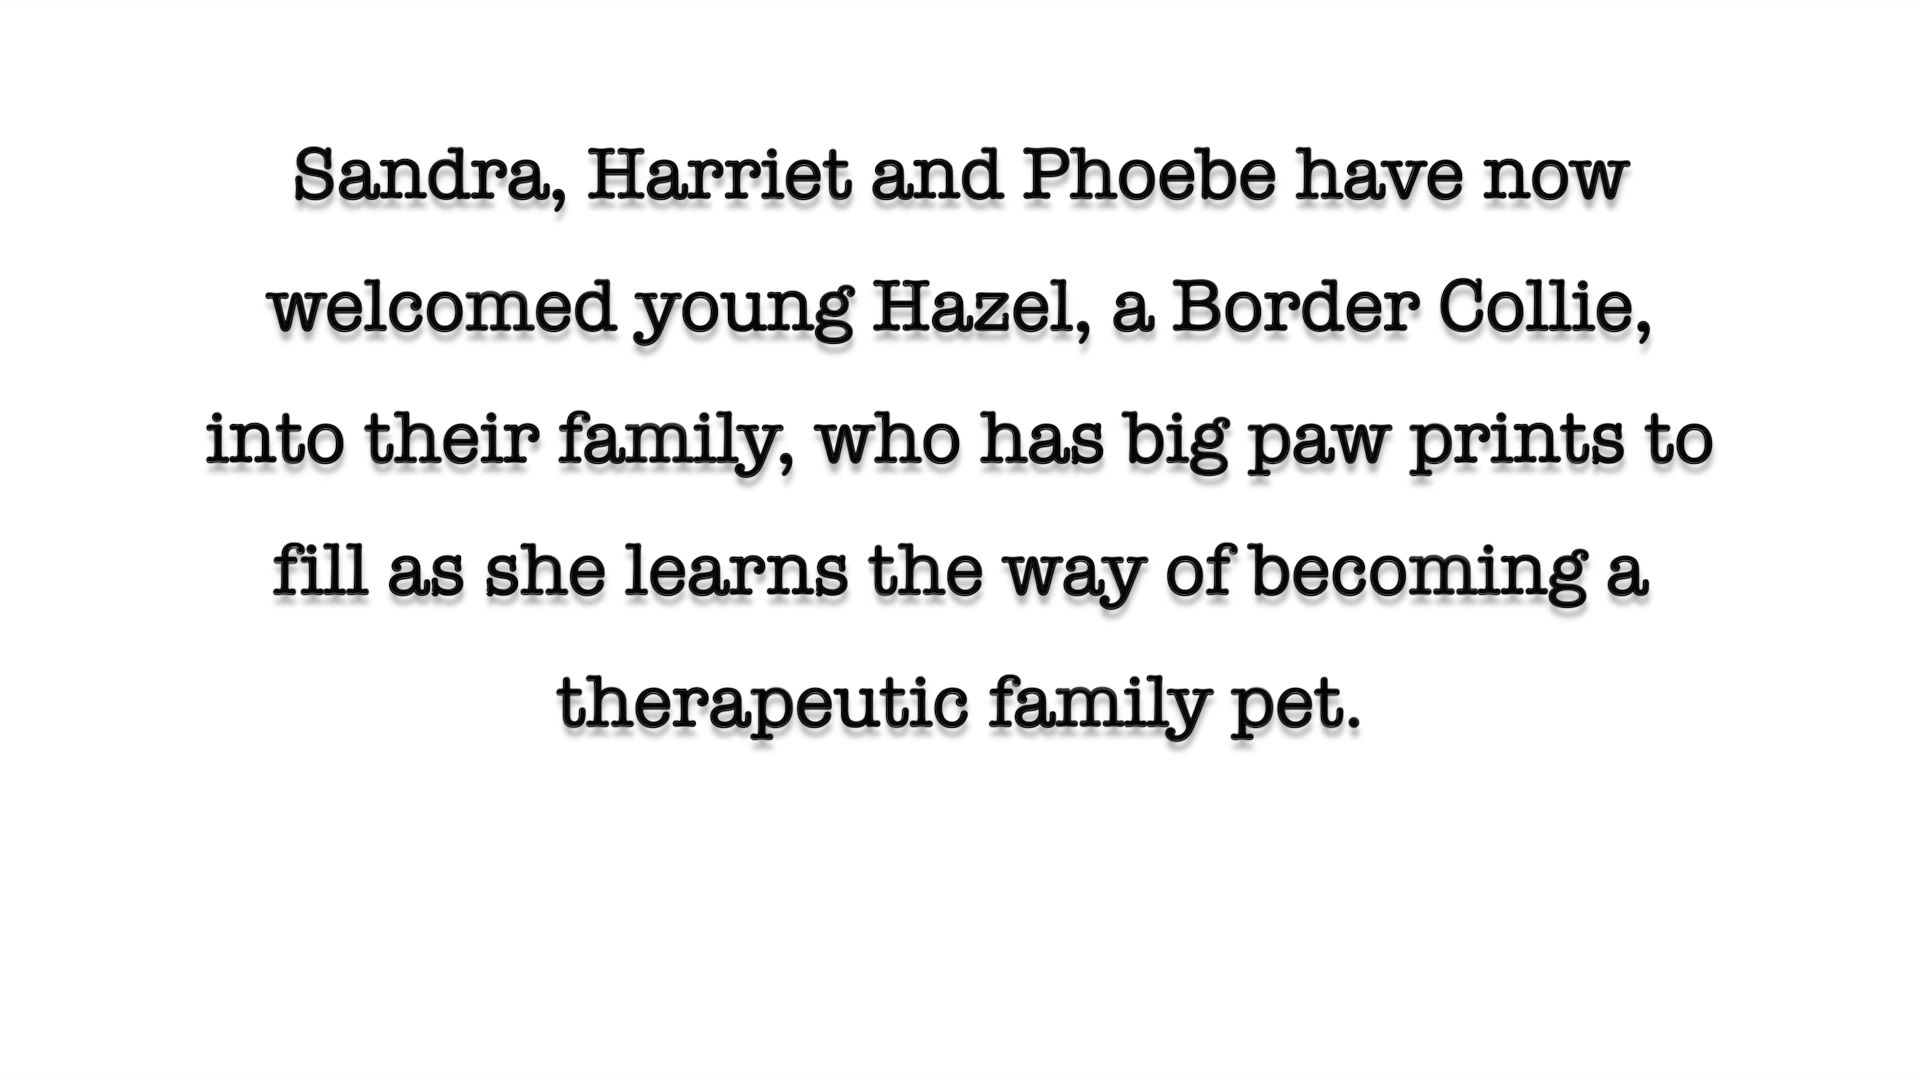 Sandra, Harriet and Phoebe have now
welcomed young Hazel, a Border Collie,
into their family, who has big paw prints to
fill as she learns the way of becoming a
therapeutic family pet.